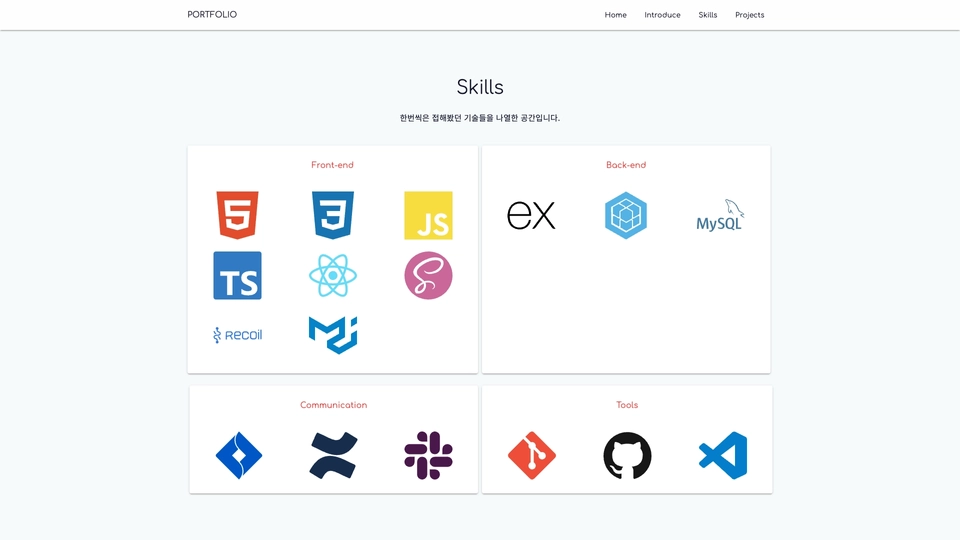 PORTFOLIO
Home Introduce Skills Projects
Skills
한번씩은 접해봤던 기술들을 나열한 공간입니다.
Front-end
Back-end
5 3 JS
ex MySQL
TS
Recoil
Communication
Tools